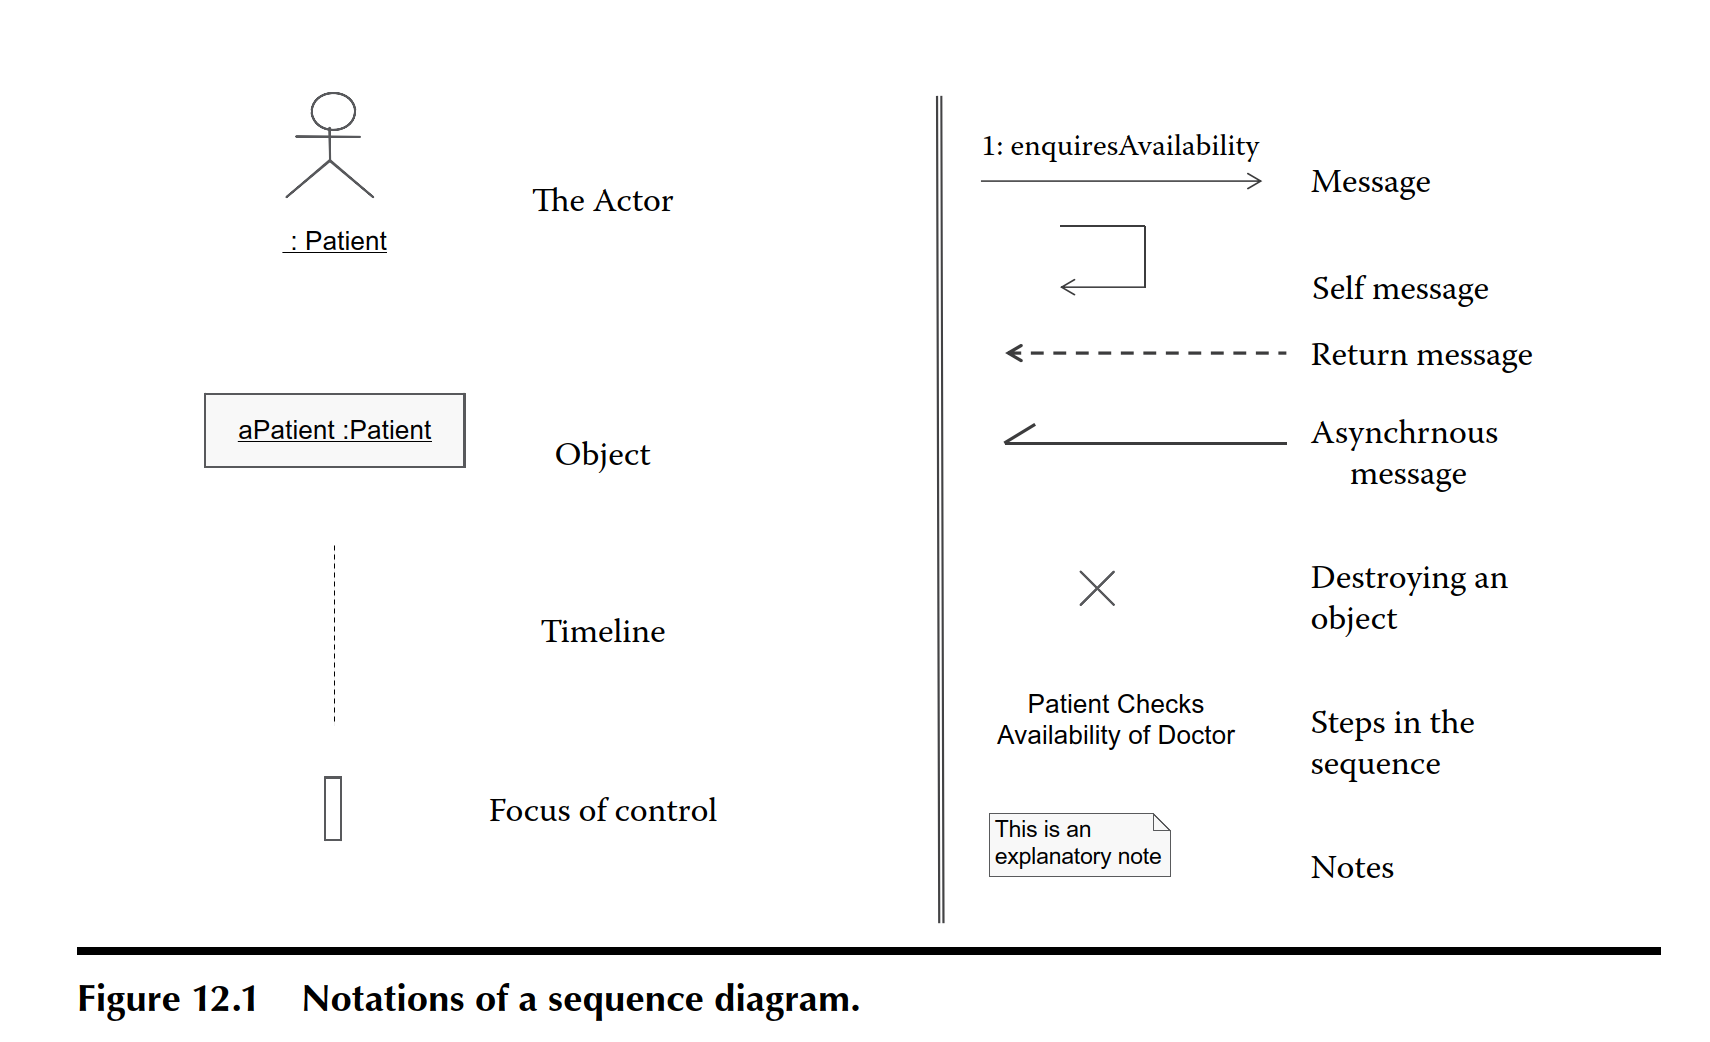 The Actor
: Patient
aPatient :Patient
Object
Timeline
Focus of control
1: enquiresAvailability
Message
Self message
Return message
Asynchrnous
message
Destroying an
object
Patient Checks
Availability of Doctor
Steps in the
sequence
This is an
explanatory note
Notes
Figure 12.1 Notations of a sequence diagram.